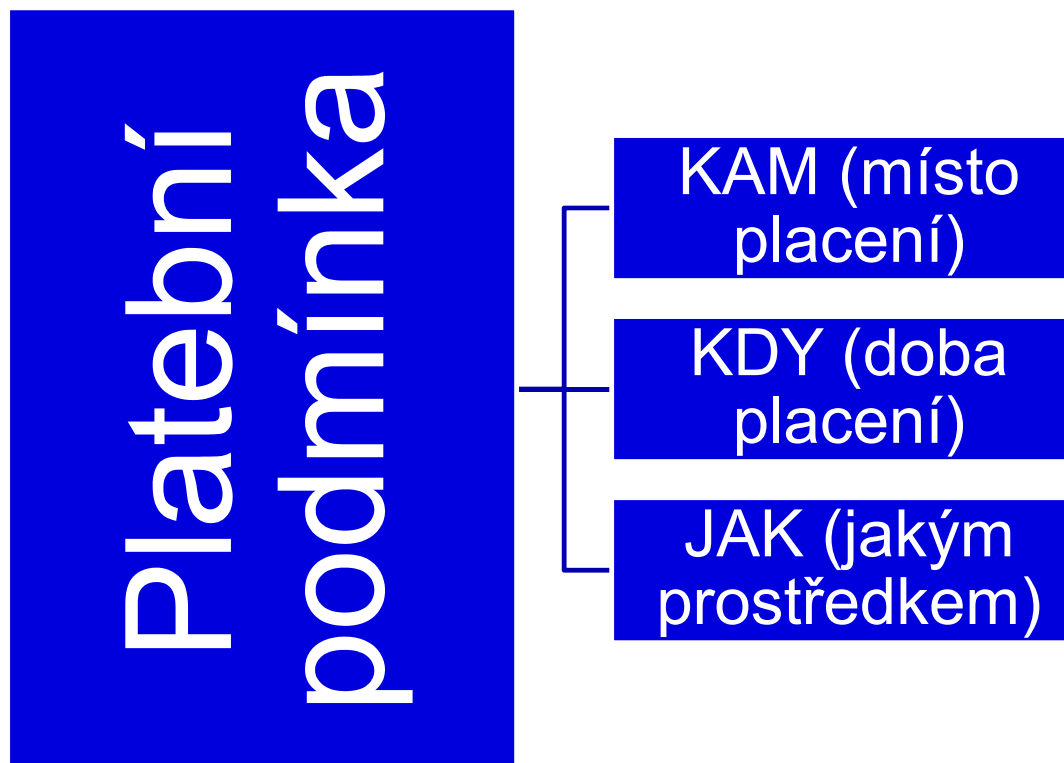 Platební
podmínka
KAM (místo
placení)
KDY (doba
placení)
JAK (jakým
prostředkem)